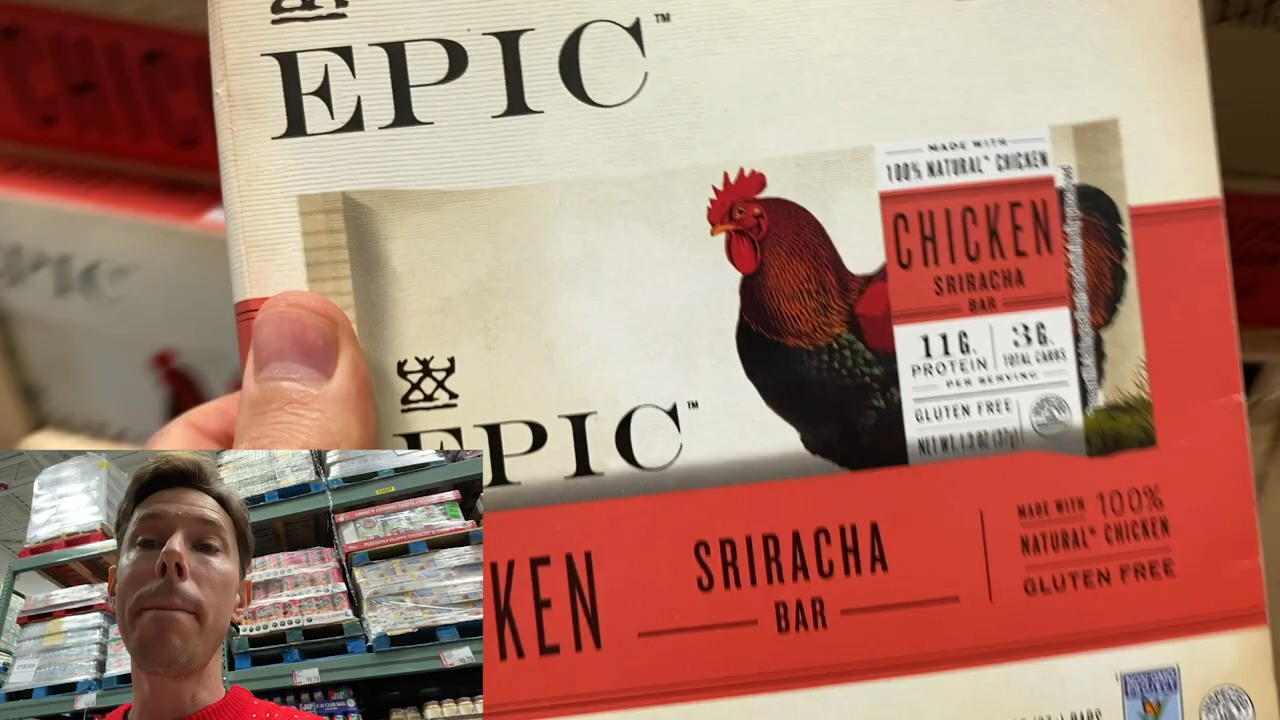 EPIC™
MADE WITH
100% NATURAL* CHICKEN
CHICKEN
SRIRACHA
BAR
11G. PROTEIN
3G. TOTAL CARBS
PER SERVING
GLUTEN FREE
NET WT. 1.3 OZ (37g)
EPIC™
KEN
SRIRACHA
BAR
MADE WITH 100%
NATURAL* CHICKEN
GLUTEN FREE
BARS